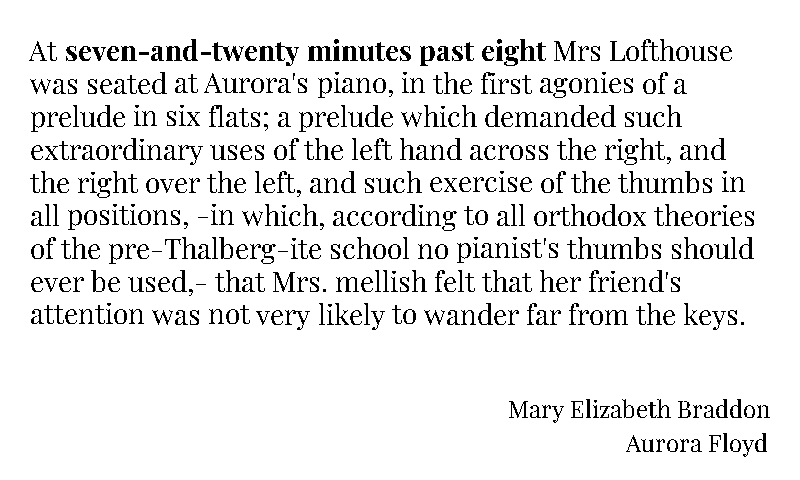 At seven-and-twenty minutes past eight Mrs Lofthouse
was seated at Aurora's piano, in the first agonies of a
prelude in six flats; a prelude which demanded such
extraordinary uses of the left hand across the right, and
the right over the left, and such exercise of the thumbs in
all positions, -in which, according to all orthodox theories
of the pre-Thalberg-ite school no pianist's thumbs should
ever be used,- that Mrs. mellish felt that her friend's
attention was not very likely to wander far from the keys.
Mary Elizabeth Braddon
Aurora Floyd